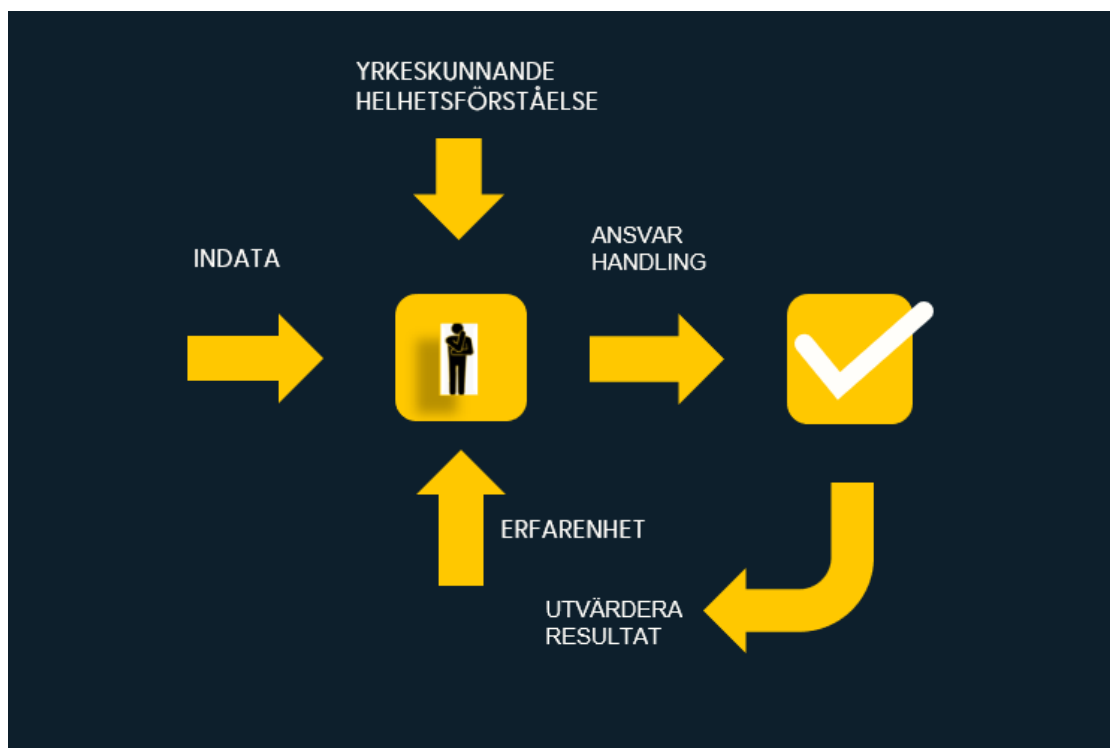 YRKESKUNNANDE
HELHETSFÖRSTÅELSE
INDATA
ANSVAR
HANDLING
ERFARENHET
UTVÄRDERA
RESULTAT